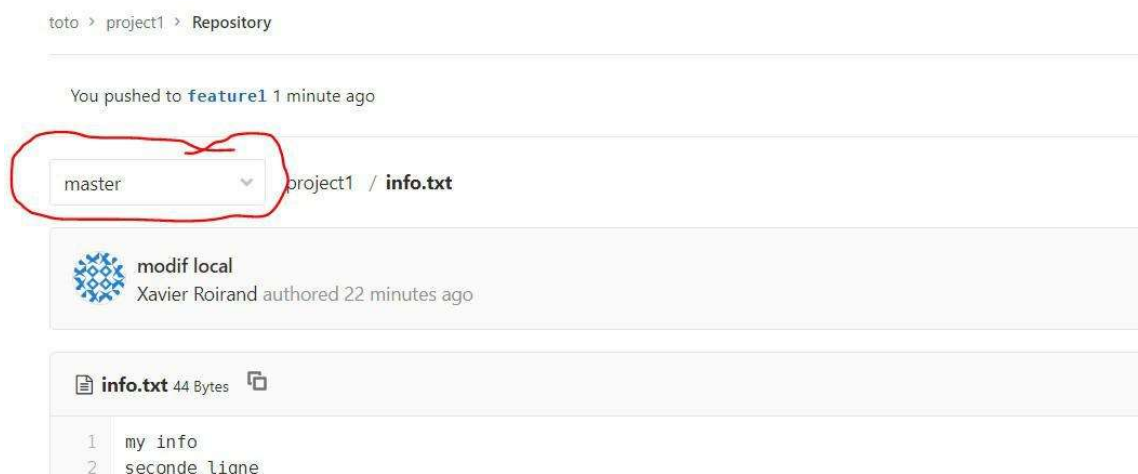 toto > project1 > Repository
You pushed to feature1 1 minute ago
master project1 / info.txt
modif local
Xavier Roirand authored 22 minutes ago
info.txt 44 Bytes
1 my info
2 seconde ligne